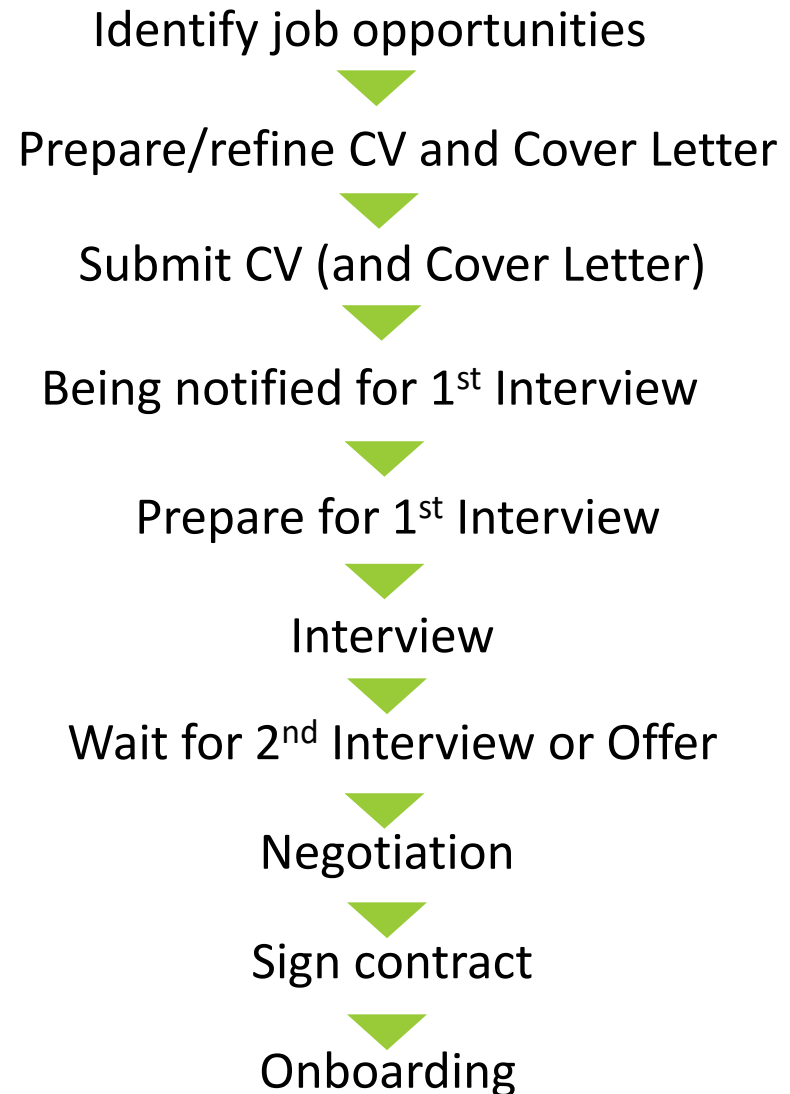 Identify job opportunities
Prepare/refine CV and Cover Letter
Submit CV (and Cover Letter)
Being notified for 1st Interview
Prepare for 1st Interview
Interview
Wait for 2nd Interview or Offer
Negotiation
Sign contract
Onboarding